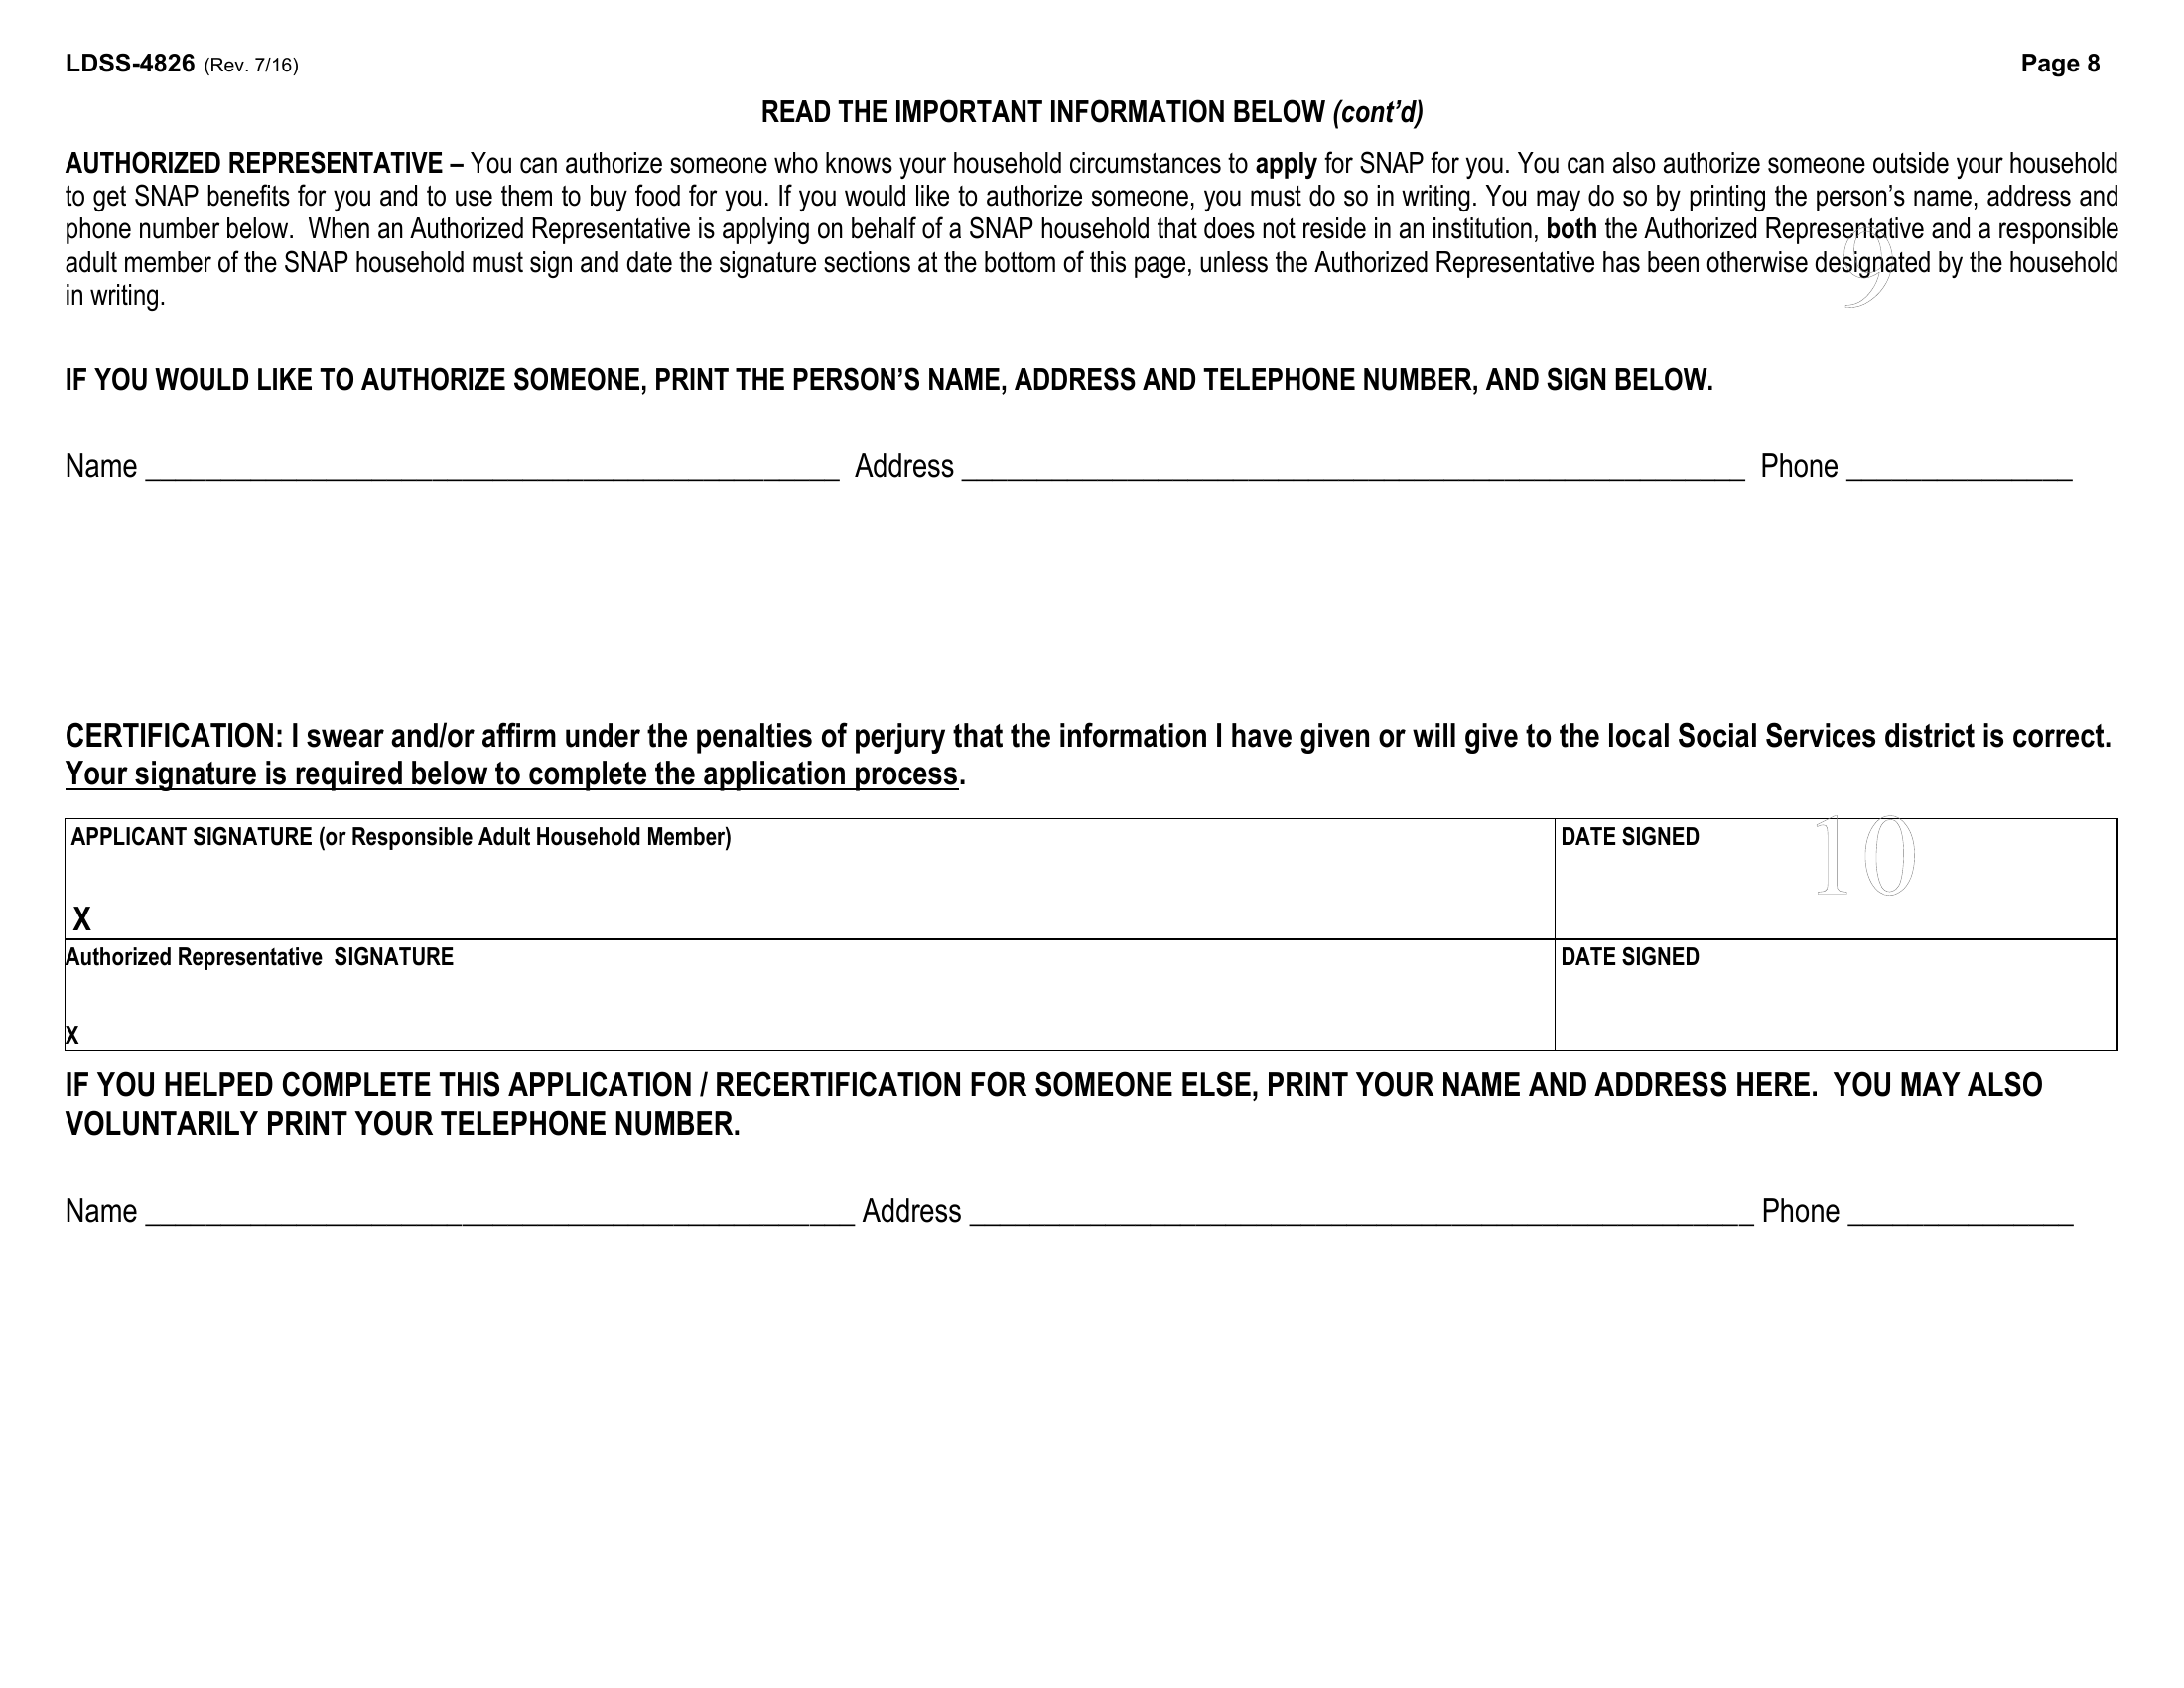 LDSS-4826 (Rev. 7/16) Page 8
READ THE IMPORTANT INFORMATION BELOW (cont’d)
AUTHORIZED REPRESENTATIVE – You can authorize someone who knows your household circumstances to apply for SNAP for you. You can also authorize someone outside your household
to get SNAP benefits for you and to use them to buy food for you. If you would like to authorize someone, you must do so in writing. You may do so by printing the person’s name, address and
phone number below.  When an Authorized Representative is applying on behalf of a SNAP household that does not reside in an institution, both the Authorized Representative and a responsible
adult member of the SNAP household must sign and date the signature sections at the bottom of this page, unless the Authorized Representative has been otherwise designated by the household
in writing.
9
IF YOU WOULD LIKE TO AUTHORIZE SOMEONE, PRINT THE PERSON’S NAME, ADDRESS AND TELEPHONE NUMBER, AND SIGN BELOW.
Name ______________________________________________ Address ____________________________________________________ Phone _______________
CERTIFICATION: I swear and/or affirm under the penalties of perjury that the information I have given or will give to the local Social Services district is correct.
Your signature is required below to complete the application process.
APPLICANT SIGNATURE (or Responsible Adult Household Member) DATE SIGNED 10
X
Authorized Representative  SIGNATURE DATE SIGNED
X
IF YOU HELPED COMPLETE THIS APPLICATION / RECERTIFICATION FOR SOMEONE ELSE, PRINT YOUR NAME AND ADDRESS HERE.  YOU MAY ALSO
VOLUNTARILY PRINT YOUR TELEPHONE NUMBER.
Name _______________________________________________ Address ____________________________________________________ Phone _______________